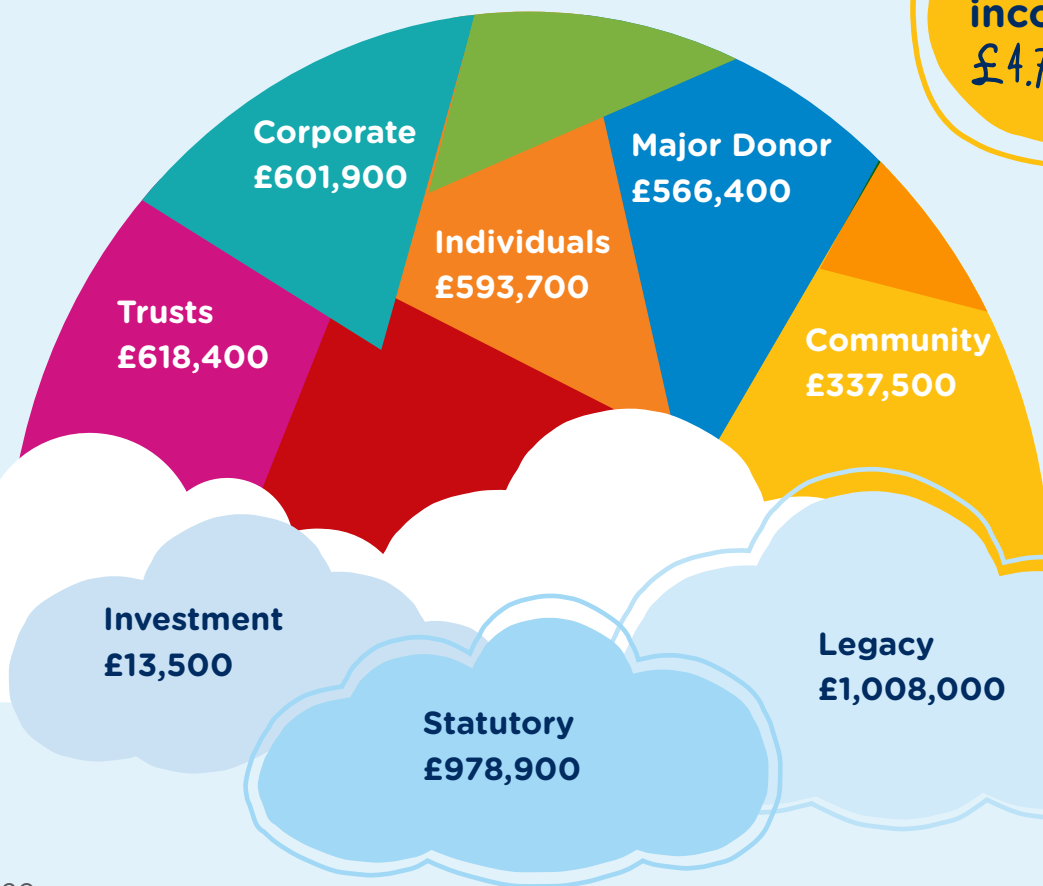 Corporate
£601,900
Major Donor
£566,400
Individuals
£593,700
Trusts
£618,400
Community
£337,500
Investment
£13,500
Legacy
£1,008,000
Statutory
£978,900